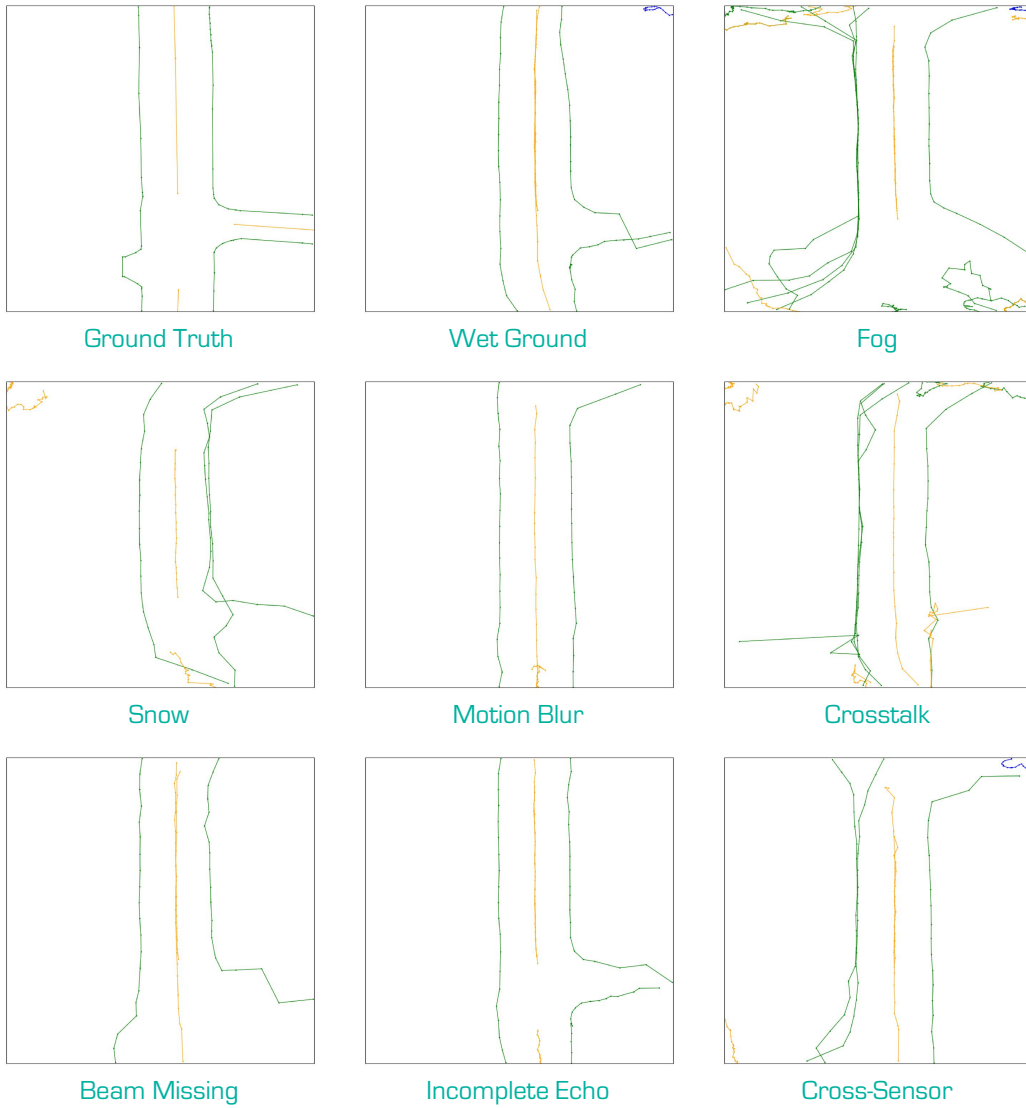 Ground Truth
Wet Ground
Fog
Snow
Motion Blur
Crosstalk
Beam Missing
Incomplete Echo
Cross-Sensor